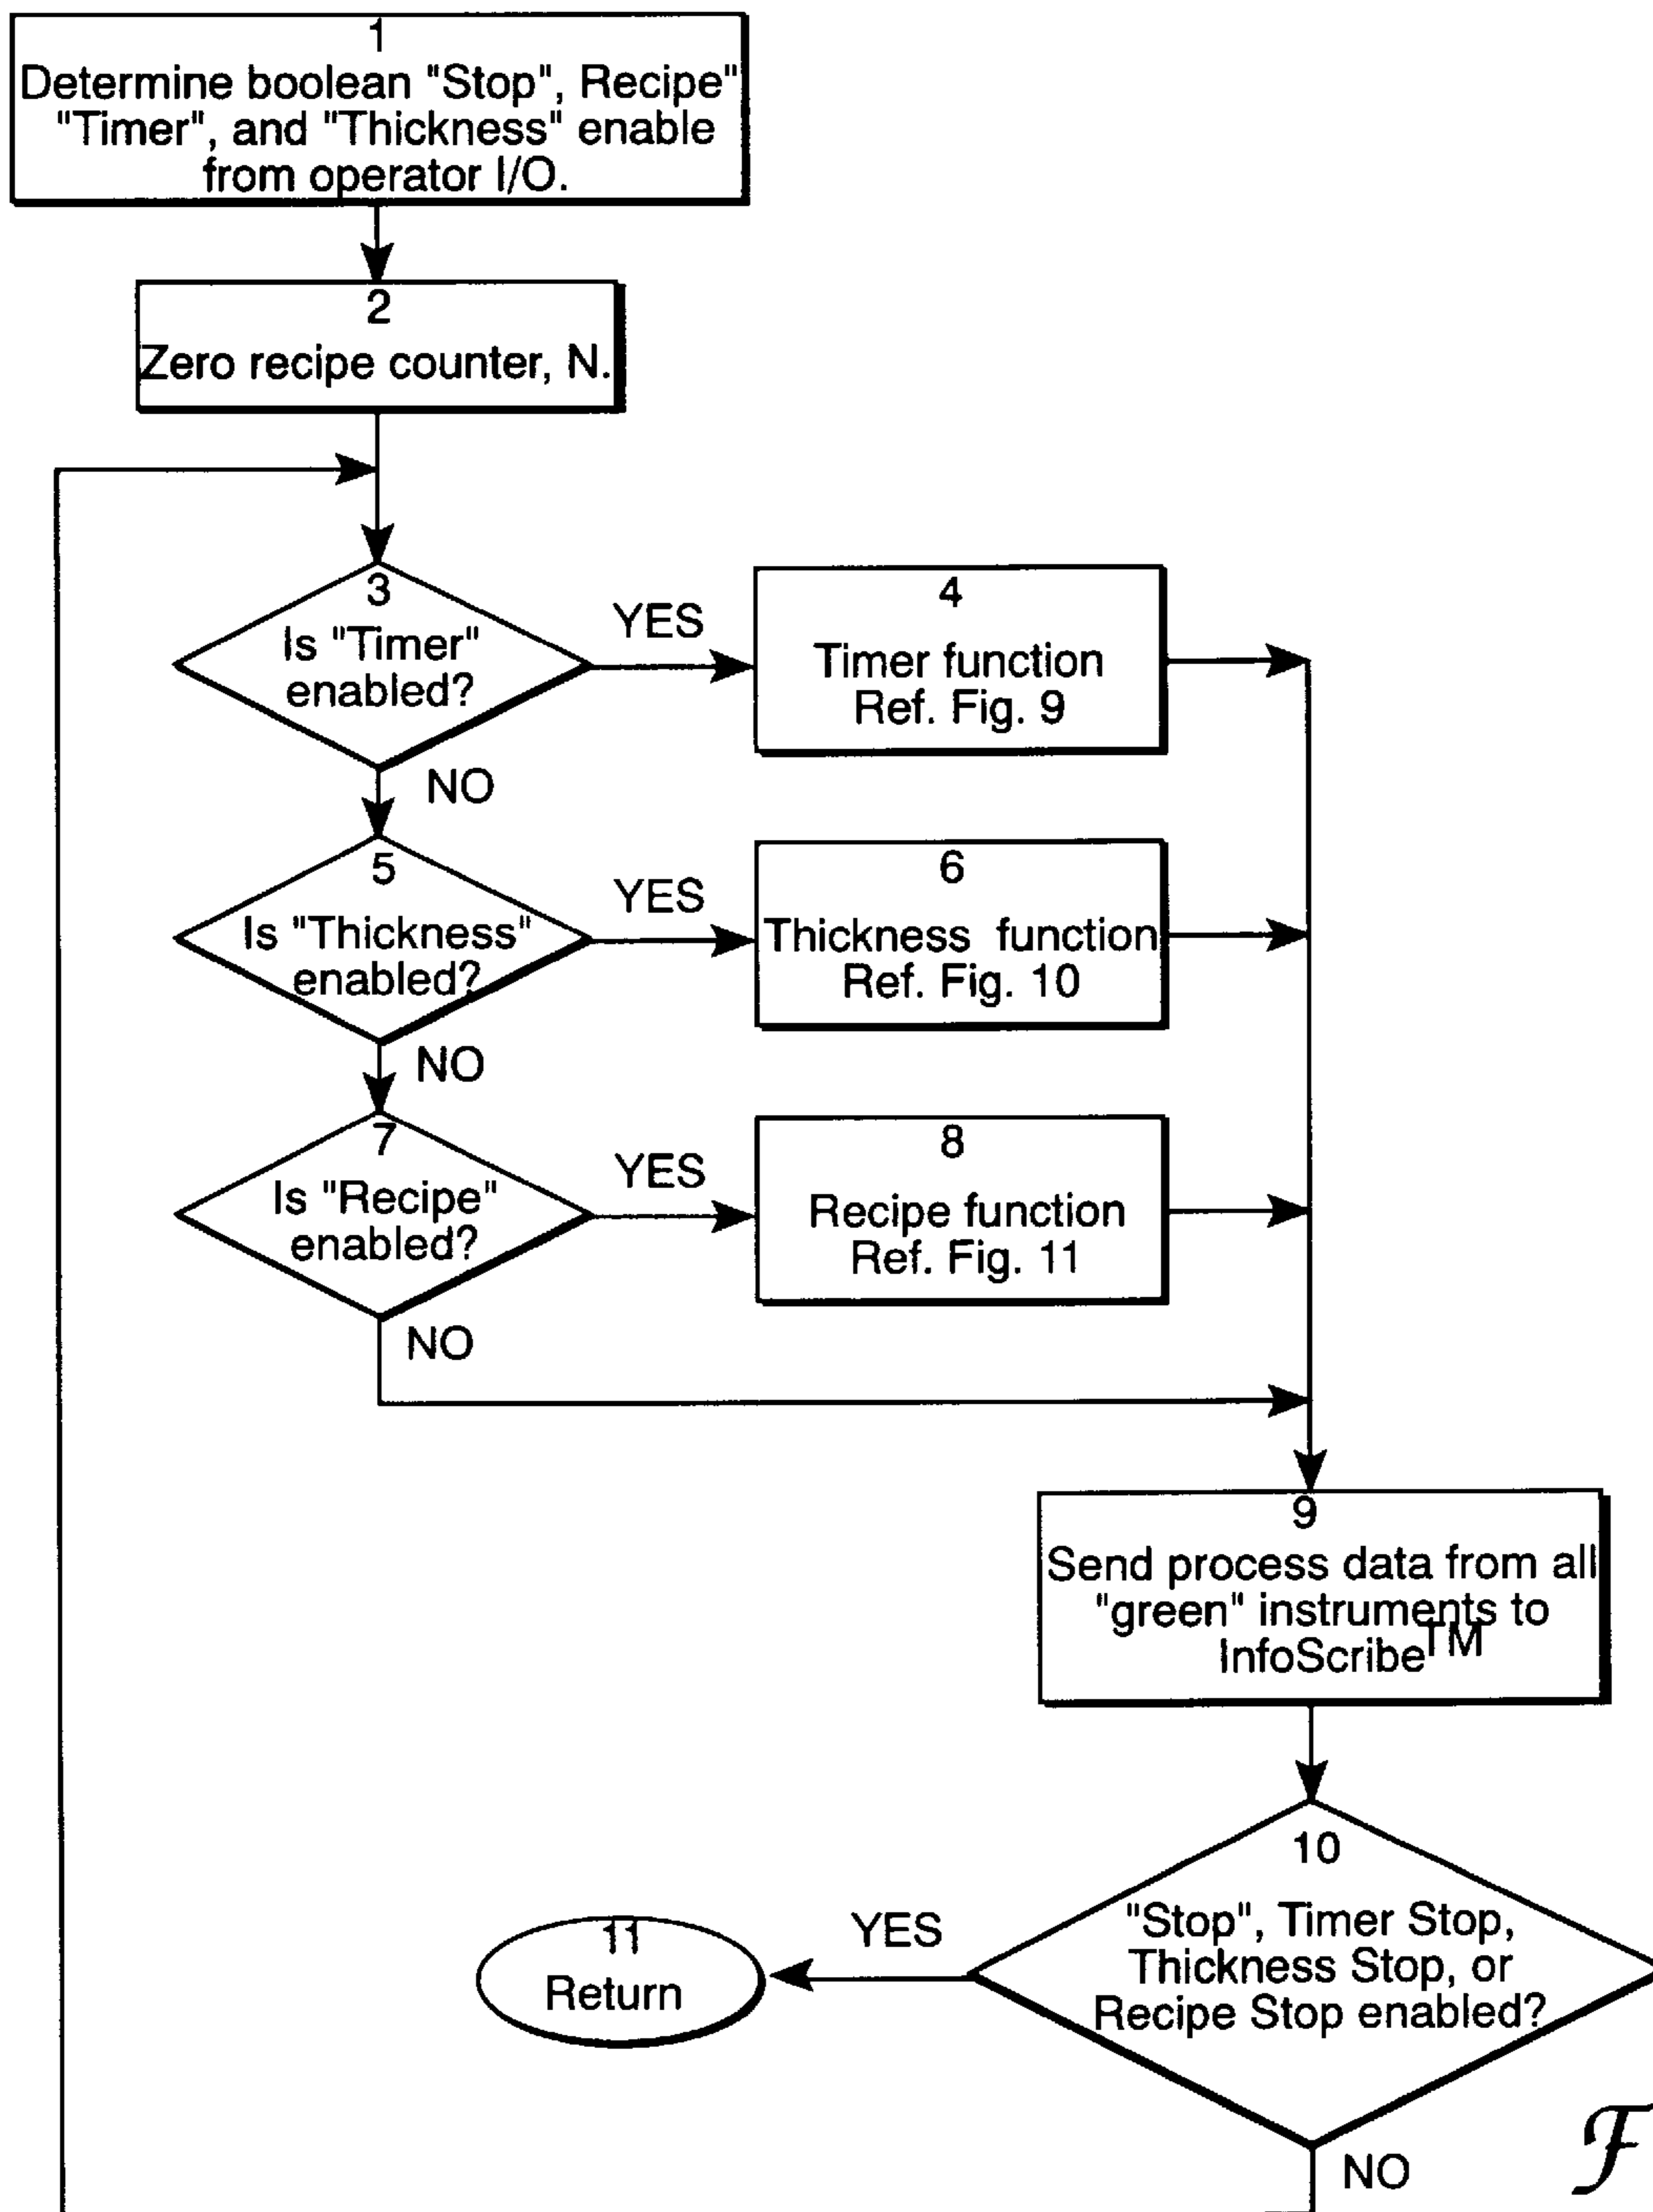 1
Determine boolean "Stop", Recipe"
"Timer", and "Thickness" enable
from operator I/O.
2
Zero recipe counter, N.
3
Is "Timer"
enabled?
YES
4
Timer function
Ref. Fig. 9
NO
5
Is "Thickness"
enabled?
YES
6
Thickness function
Ref. Fig. 10
NO
7
Is "Recipe"
enabled?
YES
8
Recipe function
Ref. Fig. 11
NO
9
Send process data from all
"green" instruments to
InfoScribe™
10
"Stop", Timer Stop,
Thickness Stop, or
Recipe Stop enabled?
YES
11
Return
NO
F